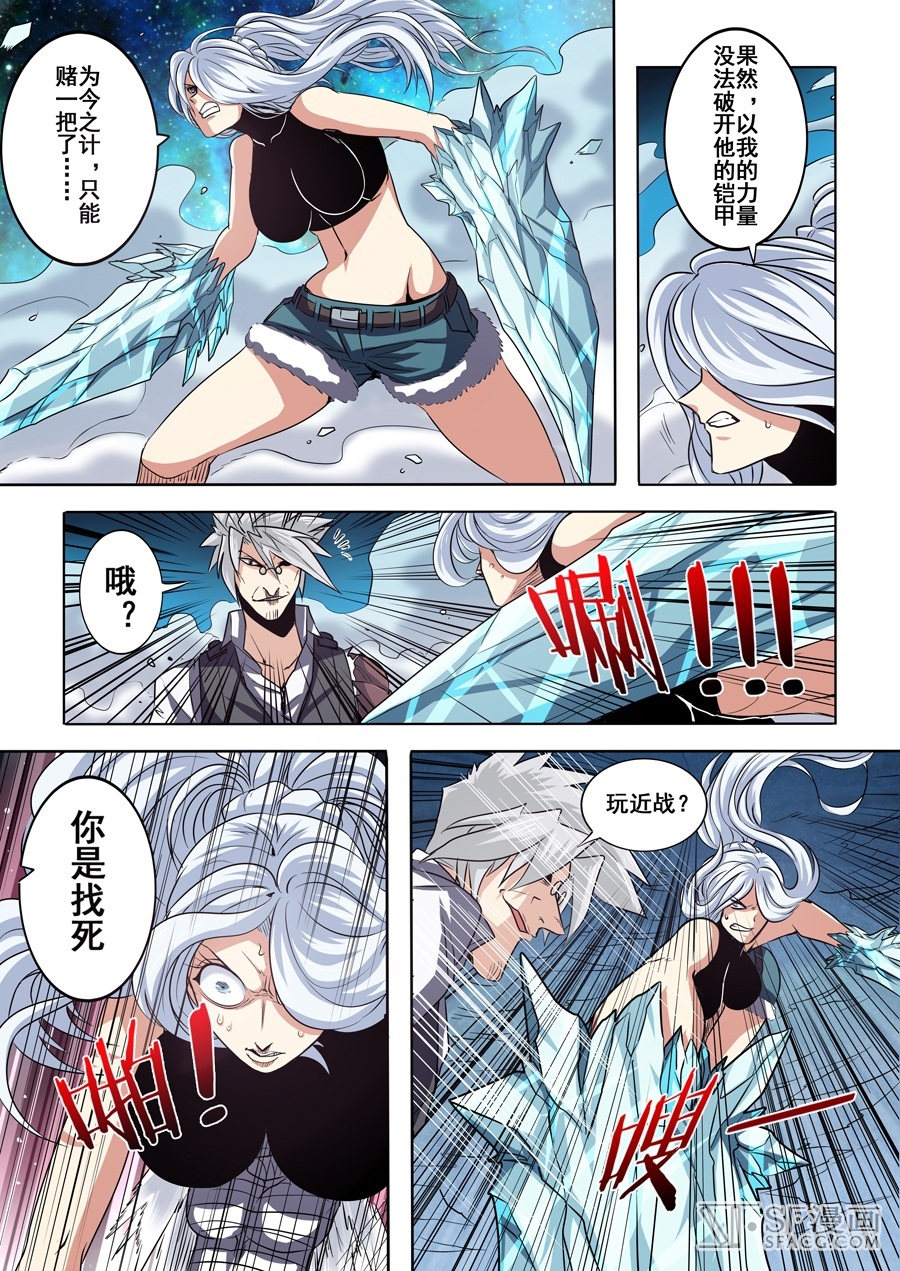 果然，以我的力量
没法破开他的铠甲
为今之计，只能
赌一把了……
唰！！！
哦？
玩近战？
嗖一
你是找死
啪！
SF漫画
SFACG.COM